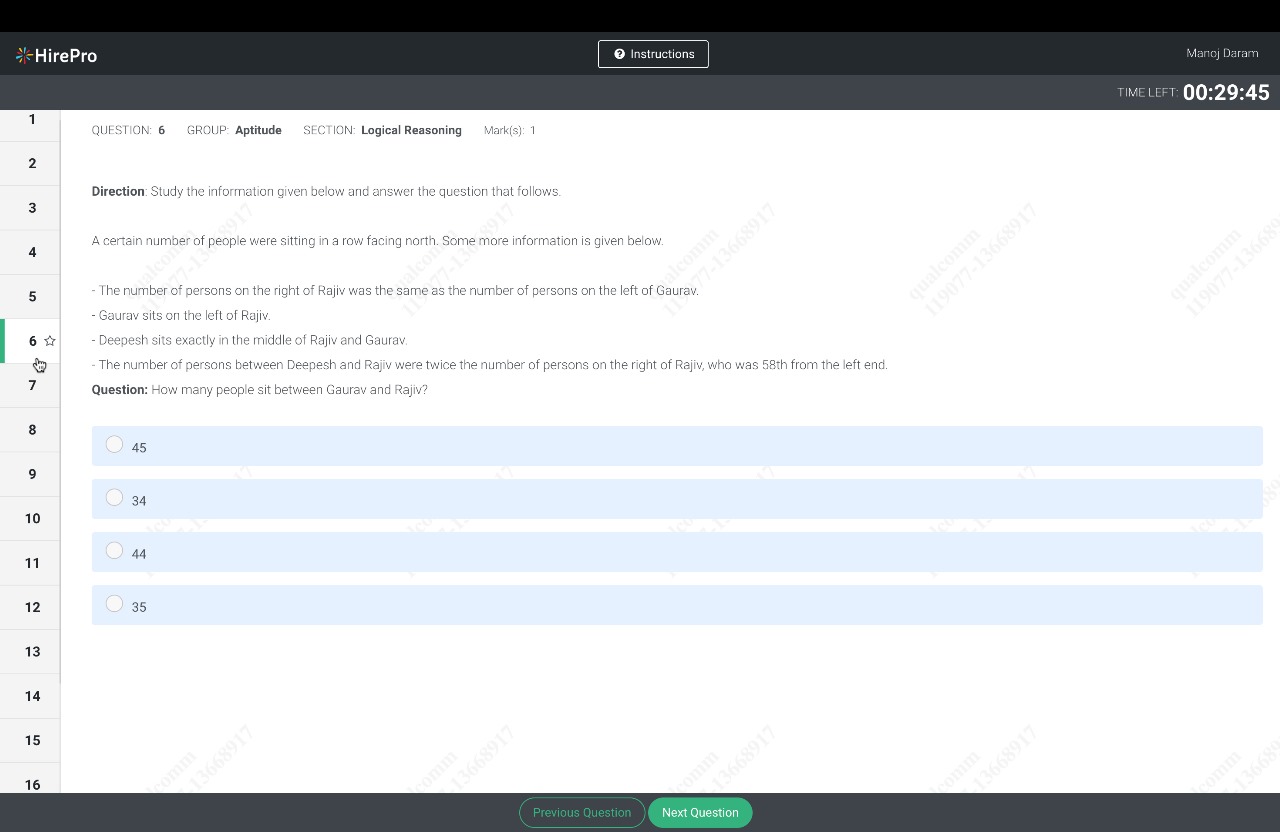 HirePro
Instructions
Manoj Daram
TIME LEFT: 00:29:45
1
2
3
4
5
6
7
8
9
10
11
12
13
14
15
16
QUESTION: 6 GROUP: Aptitude SECTION: Logical Reasoning Mark(s): 1
Direction: Study the information given below and answer the question that follows.
A certain number of people were sitting in a row facing north. Some more information is given below.
- The number of persons on the right of Rajiv was the same as the number of persons on the left of Gaurav.
- Gaurav sits on the left of Rajiv.
- Deepesh sits exactly in the middle of Rajiv and Gaurav.
- The number of persons between Deepesh and Rajiv were twice the number of persons on the right of Rajiv, who was 58th from the left end.
Question: How many people sit between Gaurav and Rajiv?
45
34
44
35
qualcomm
119077-13668917
Previous Question
Next Question